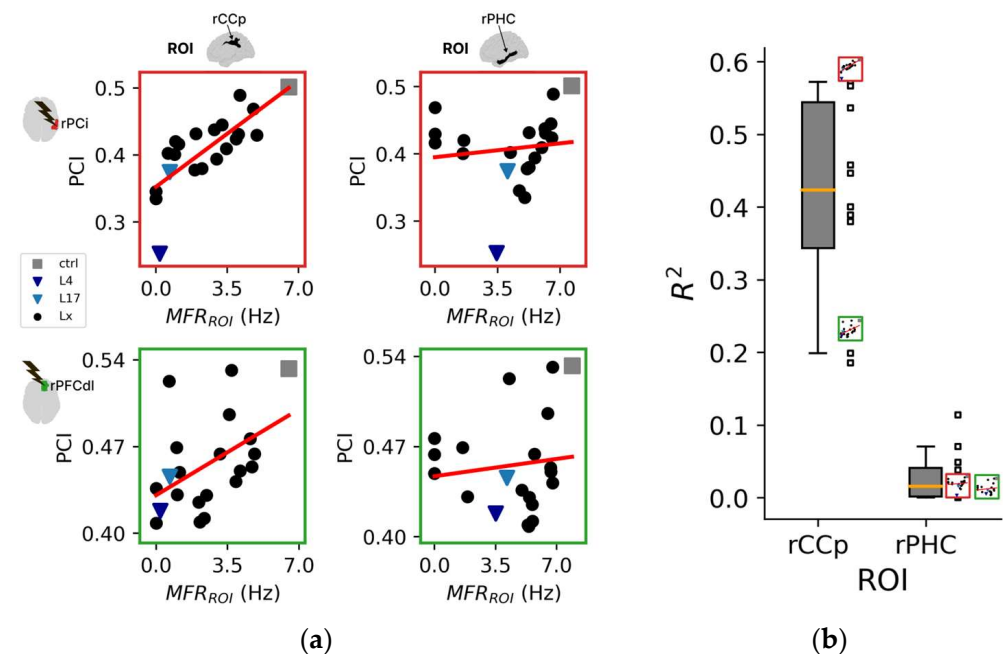 rCCp
rPHC
ROI
ROI
rPCi
PCI
0.5
0.4
0.3
0.0 3.5 7.0
MFR_ROI (Hz)
PCI
0.5
0.4
0.3
0.0 3.5 7.0
MFR_ROI (Hz)
ctrl
L4
L17
Lx
rPFCdl
PCI
0.54
0.47
0.40
0.0 3.5 7.0
MFR_ROI (Hz)
PCI
0.54
0.47
0.40
0.0 3.5 7.0
MFR_ROI (Hz)
(a)
R²
0.6
0.5
0.4
0.3
0.2
0.1
0.0
rCCp rPHC
ROI
(b)